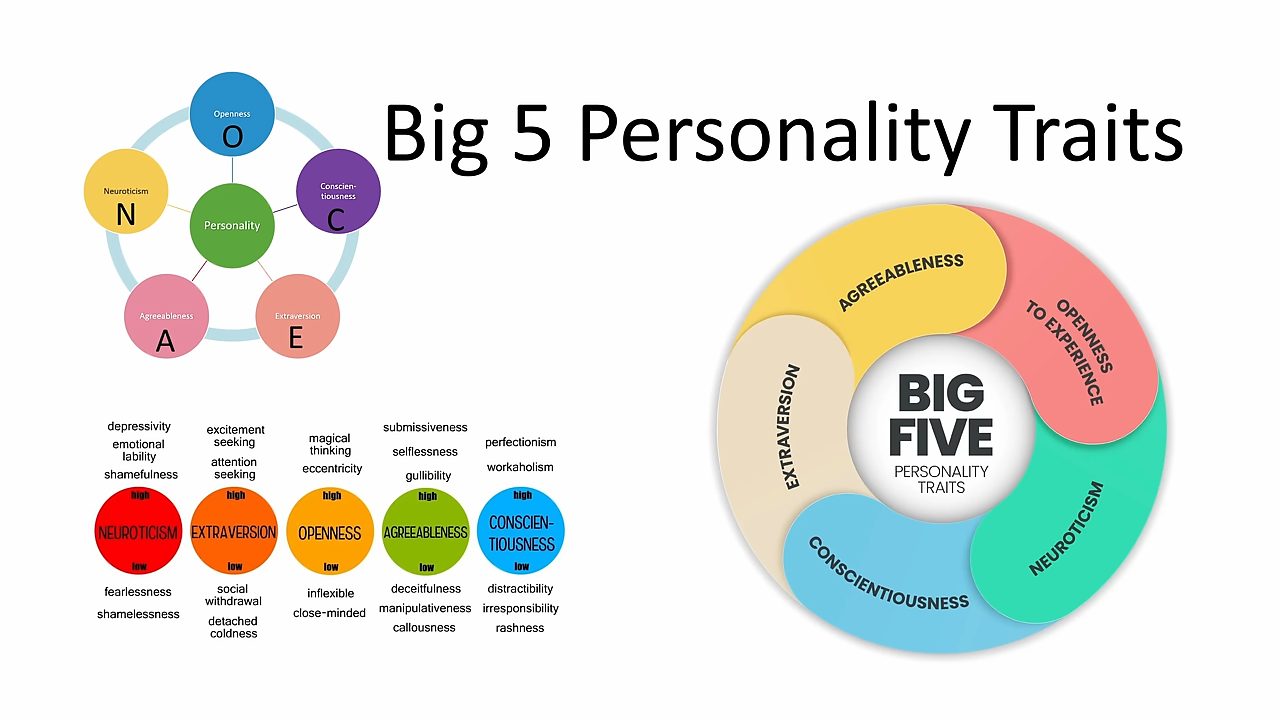 Big 5 Personality Traits
Openness
O
Conscien-
tiousness
C
Neuroticism
N
Personality
Agreeableness
A
Extraversion
E
AGREEABLENESS
OPENNESS
TO EXPERIENCE
EXTRAVERSION
BIG
FIVE
PERSONALITY
TRAITS
NEUROTICISM
CONSCIENTIOUSNESS
depressivity
emotional
lability
shamefulness
high
NEUROTICISM
low
fearlessness
shamelessness
excitement
seeking
attention
seeking
high
EXTRAVERSION
low
social
withdrawal
detached
coldness
magical
thinking
eccentricity
high
OPENNESS
low
inflexible
close-minded
submissiveness
selflessness
gullibility
high
AGREEABLENESS
low
deceitfulness
manipulativeness
callousness
perfectionism
workaholism
high
CONSCIEN-
TIOUSNESS
low
distractibility
irresponsibility
rashness